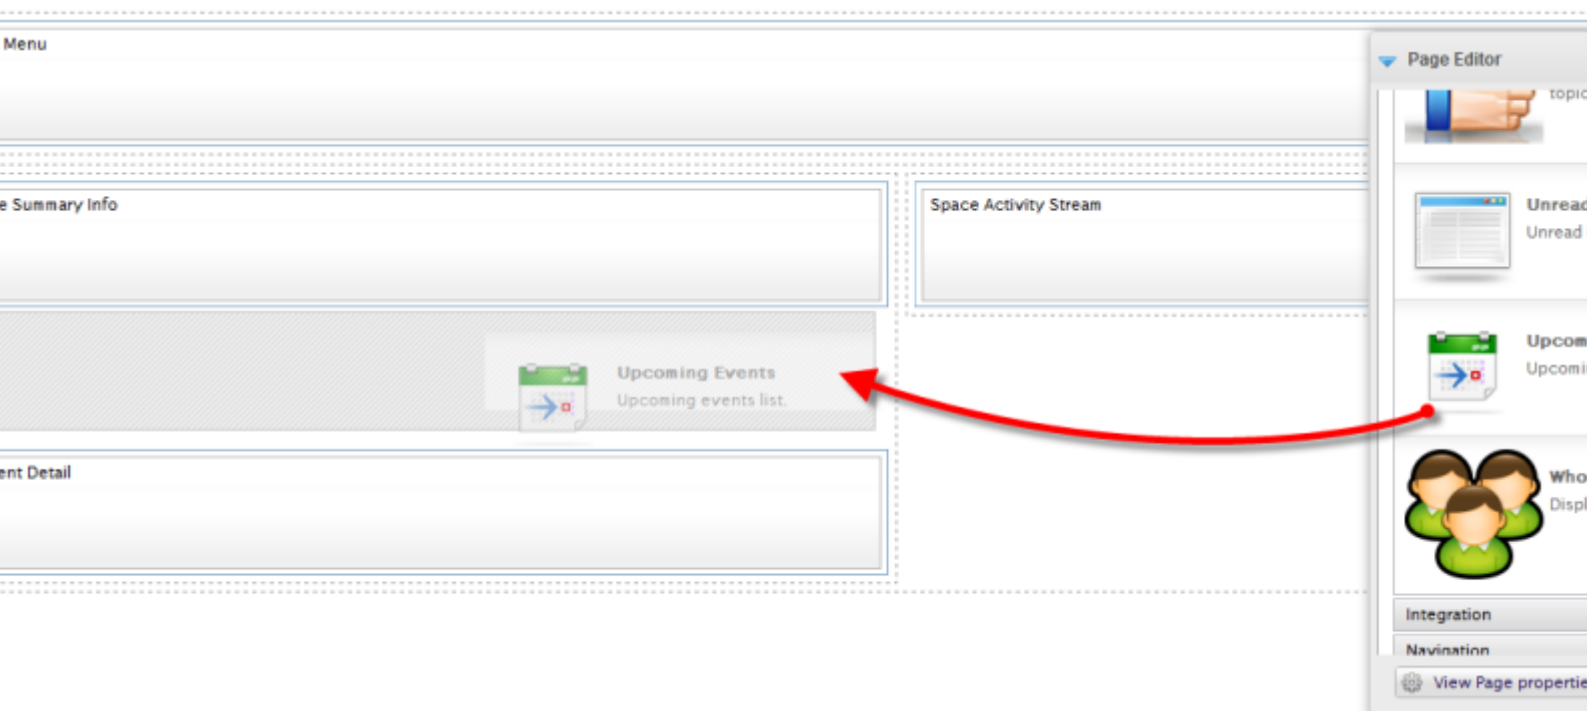 Menu
Page Editor
topic
e Summary Info
Space Activity Stream
Unread
Unread
Upcoming Events
Upcoming events list.
Upcom
Upcomi
ent Detail
Who
Displ
Integration
Navigation
View Page propertie